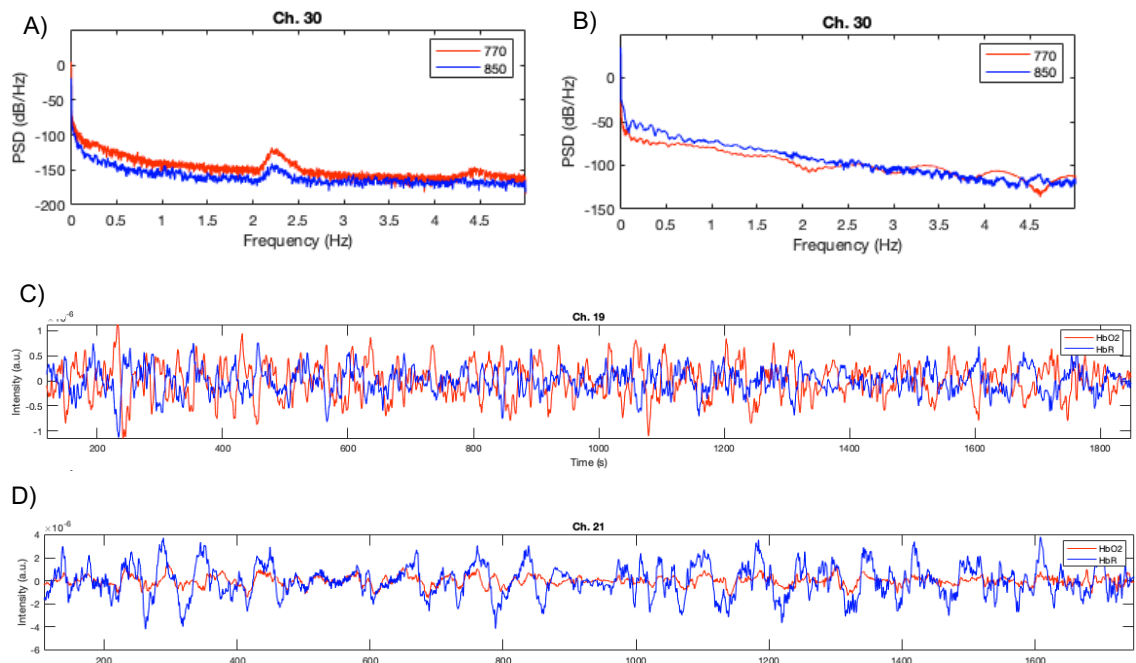 A)
Ch. 30
770
850
0
-50
-100
-150
-200
PSD (dB/Hz)
0 0.5 1 1.5 2 2.5 3 3.5 4 4.5
Frequency (Hz)
B)
Ch. 30
770
850
0
-50
-100
-150
PSD (dB/Hz)
0 0.5 1 1.5 2 2.5 3 3.5 4 4.5
Frequency (Hz)
C)
Ch. 19
HbO2
HbR
1
0.5
0
-0.5
-1
Intensity (a.u.)
200 400 600 800 1000 1200 1400 1600 1800
Time (s)
D)
×10⁻⁶
Ch. 21
HbO2
HbR
4
2
0
-2
-4
-6
Intensity (a.u.)
200 400 600 800 1000 1200 1400 1600